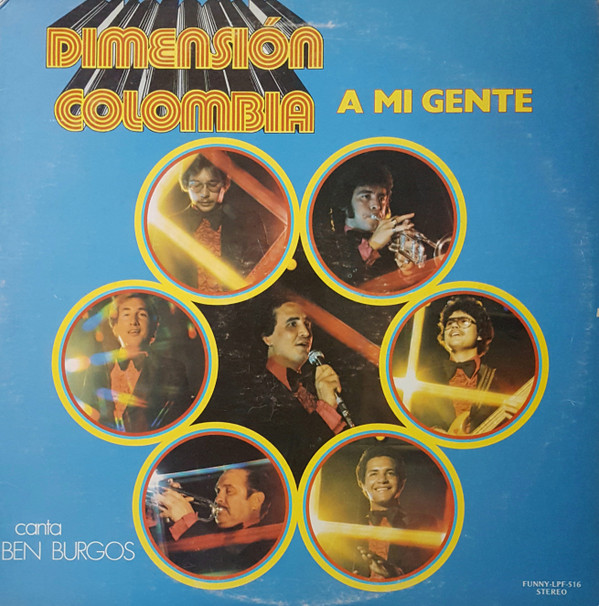 DIMENSIÓN
COLOMBIA
A MI GENTE
canta
BEN BURGOS
FUNNY-LPF-516
STEREO